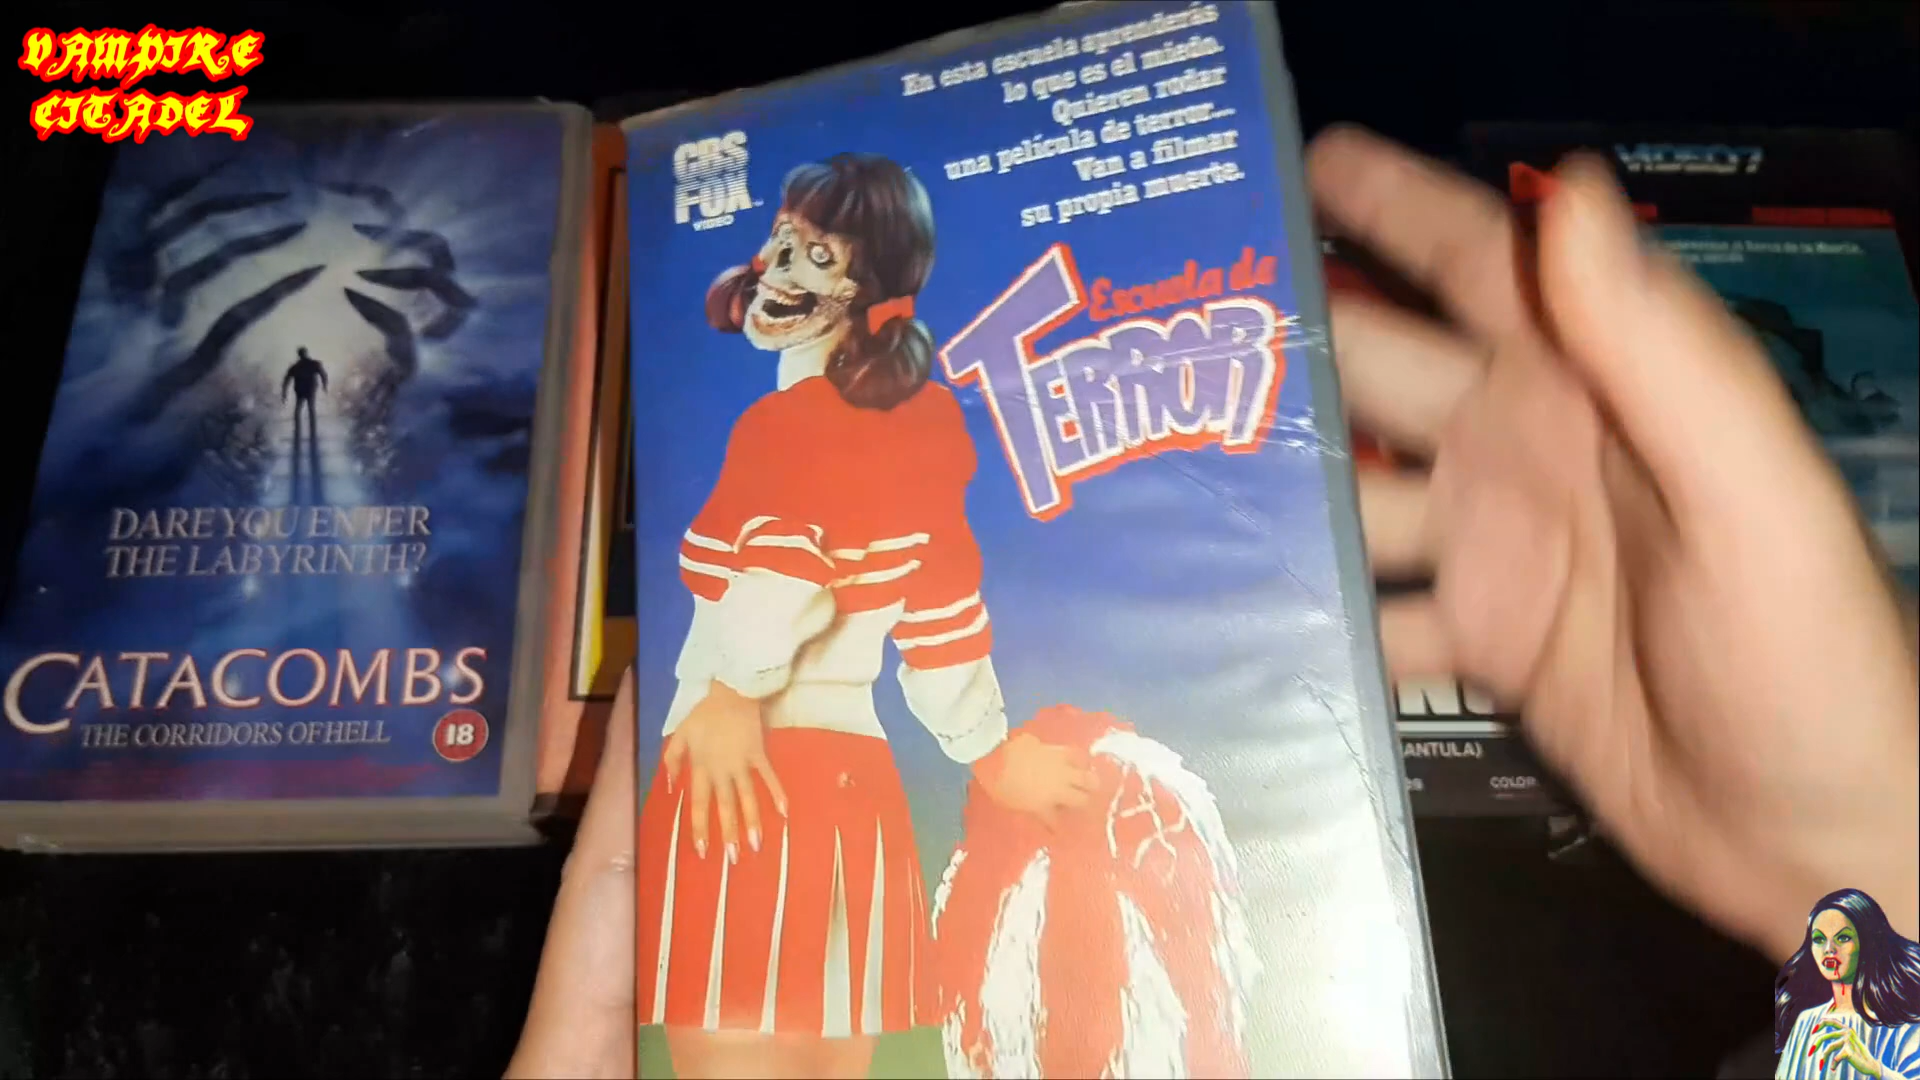 VAMPIRE
CITADEL
DARE YOU ENTER
THE LABYRINTH?
CATACOMBS
THE CORRIDORS OF HELL
18
CBS
FOX
VIDEO
En esta escuela aprenderás
lo que es el miedo.
Quieren rodar
una película de terror...
Van a filmar
su propia muerte.
Escuela de
TERROR
VIDEO 7
ANTULA)
COLOR